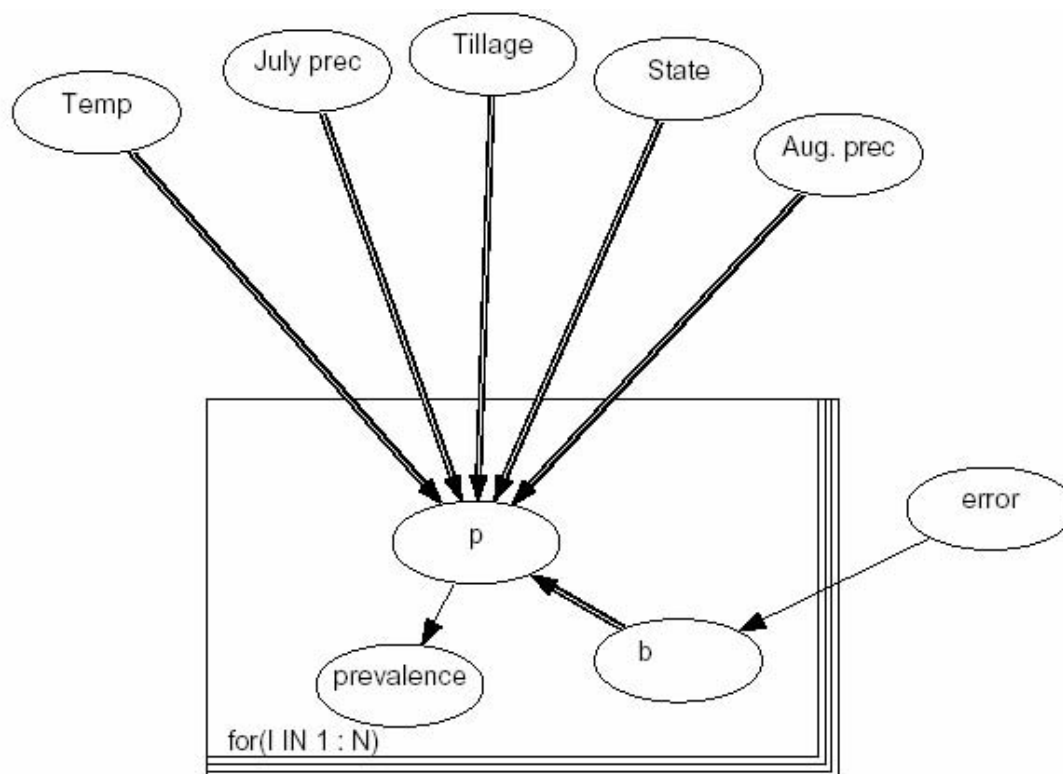 Tillage
July prec
State
Temp
Aug. prec
error
p
b
prevalence
for(I IN 1 : N)